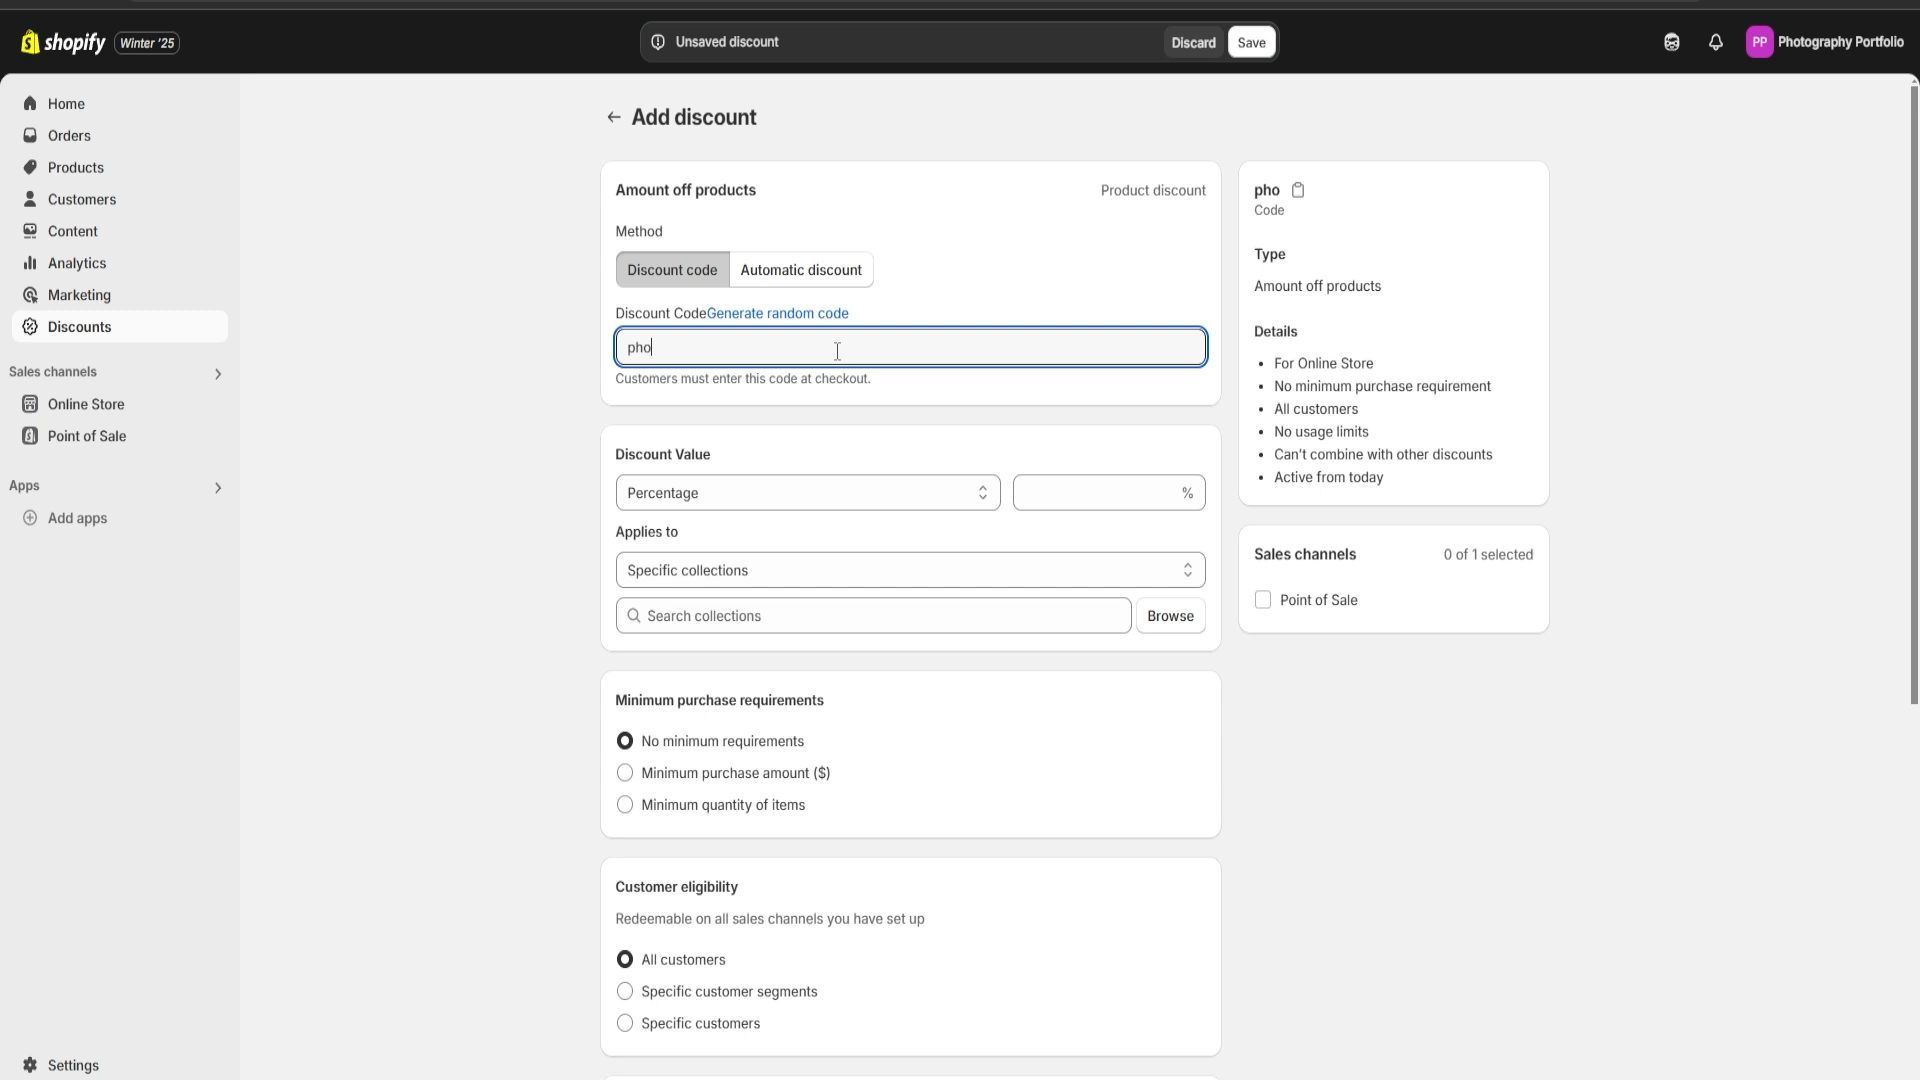 shopify Winter '25
Unsaved discount Discard Save
PP Photography Portfolio
Home
Orders
Products
Customers
Content
Analytics
Marketing
Discounts
Sales channels
Online Store
Point of Sale
Apps
Add apps
Settings
Add discount
Amount off products Product discount
Method
Discount code Automatic discount
Discount CodeGenerate random code
pho
Customers must enter this code at checkout.
Discount Value
Percentage %
Applies to
Specific collections
Search collections Browse
Minimum purchase requirements
No minimum requirements
Minimum purchase amount ($)
Minimum quantity of items
Customer eligibility
Redeemable on all sales channels you have set up
All customers
Specific customer segments
Specific customers
pho
Code
Type
Amount off products
Details
• For Online Store
• No minimum purchase requirement
• All customers
• No usage limits
• Can't combine with other discounts
• Active from today
Sales channels 0 of 1 selected
Point of Sale